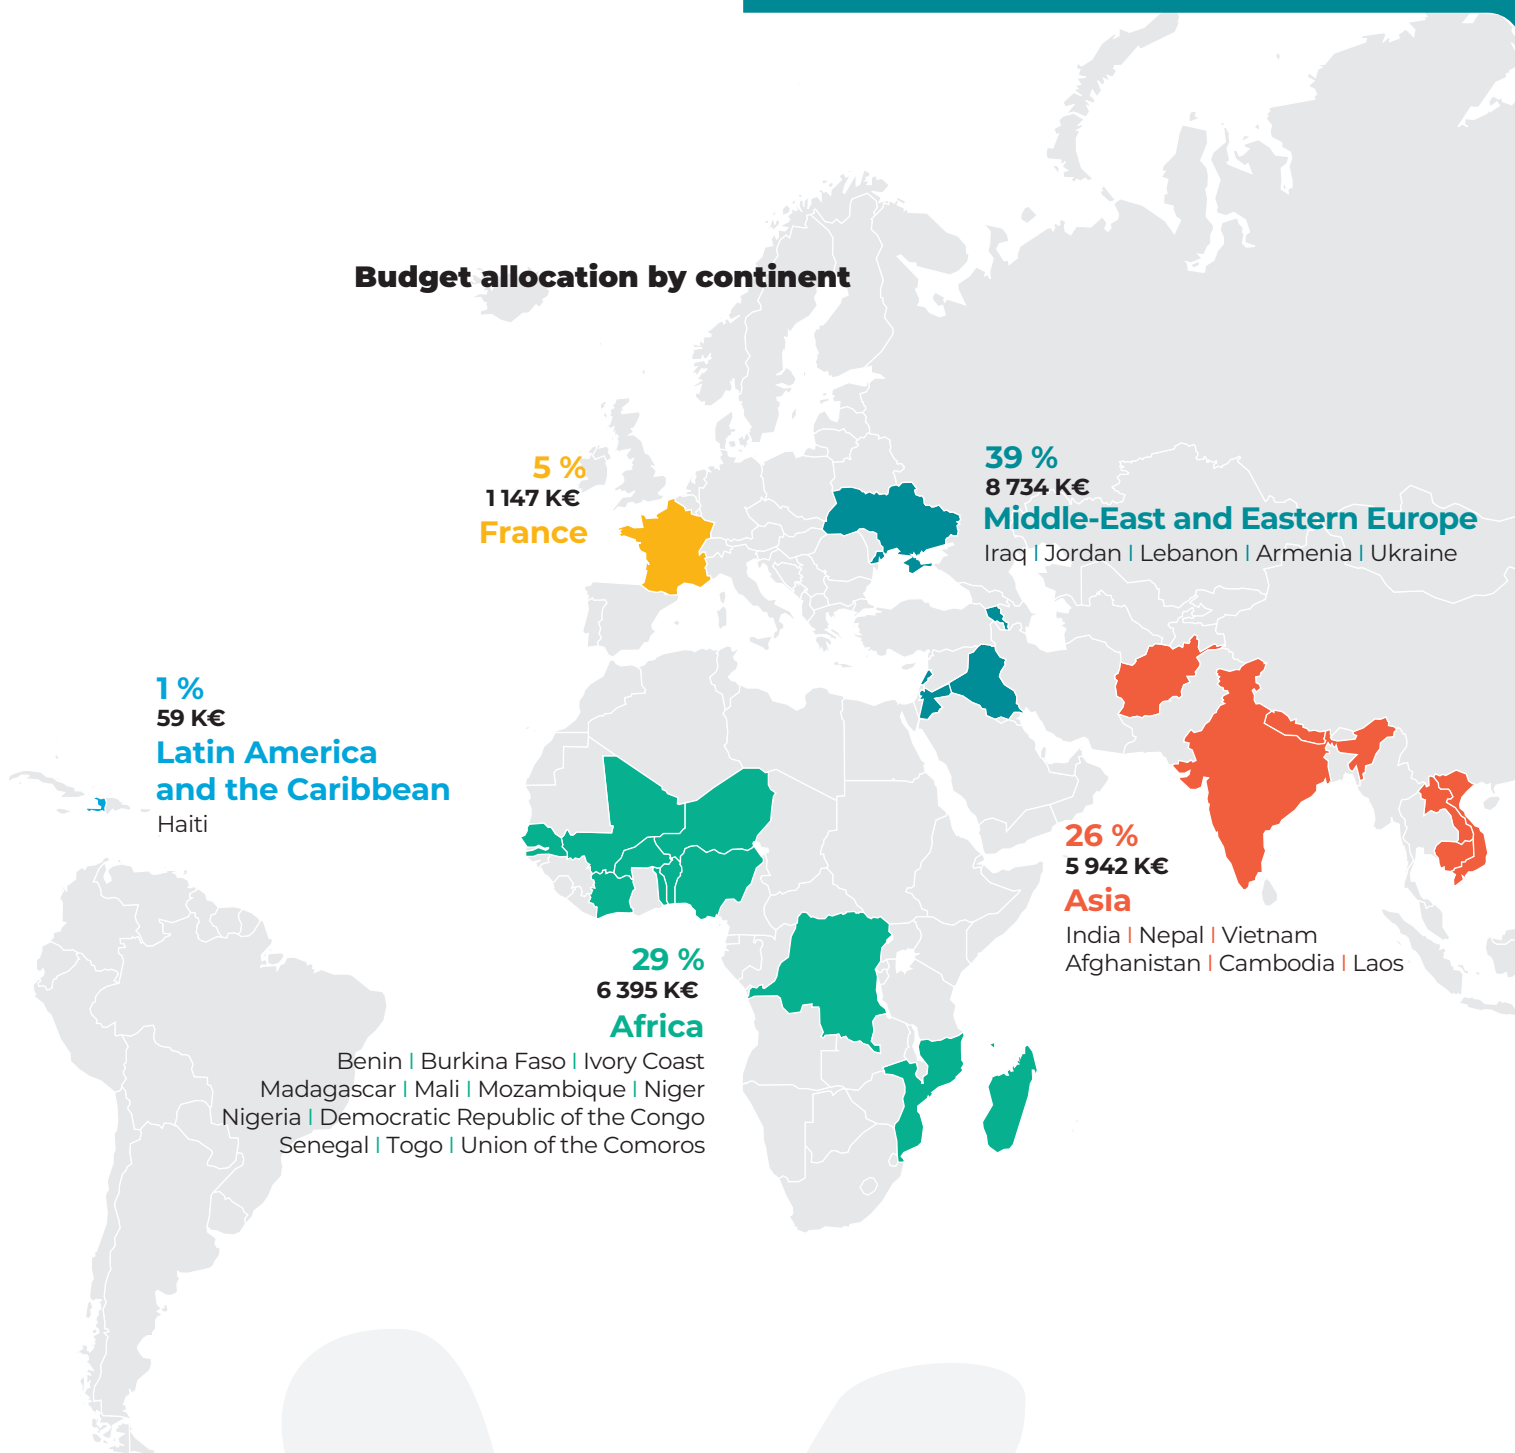 Budget allocation by continent
5 %
1 147 K€
France
39 %
8 734 K€
Middle-East and Eastern Europe
Iraq I Jordan I Lebanon I Armenia I Ukraine
1 %
59 K€
Latin America
and the Caribbean
Haiti
26 %
5 942 K€
Asia
India I Nepal I Vietnam
Afghanistan I Cambodia I Laos
29 %
6 395 K€
Africa
Benin I Burkina Faso I Ivory Coast
Madagascar I Mali I Mozambique I Niger
Nigeria I Democratic Republic of the Congo
Senegal I Togo I Union of the Comoros